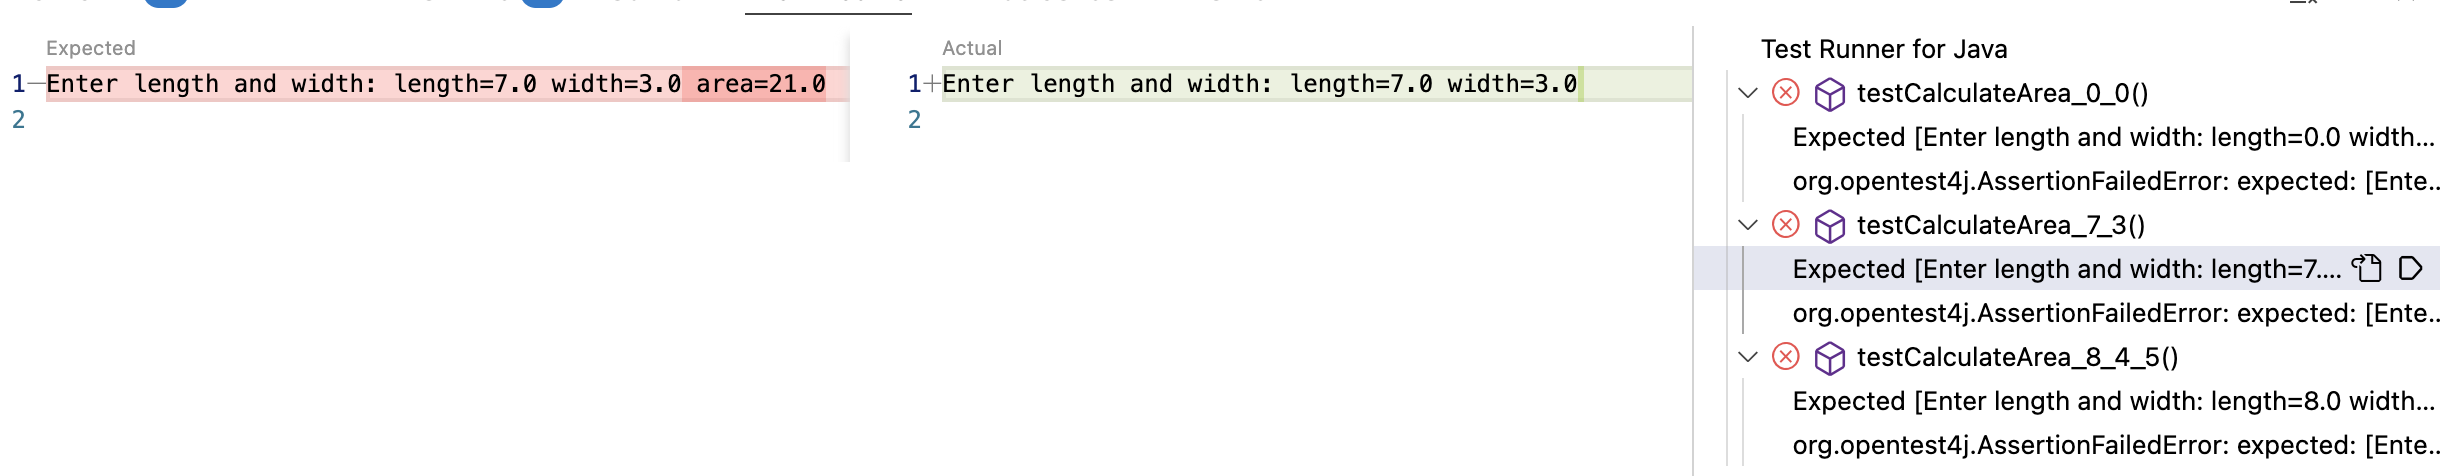 Expected
1 Enter length and width: length=7.0 width=3.0 area=21.0
2
Actual
1 Enter length and width: length=7.0 width=3.0
2
Test Runner for Java
testCalculateArea_0_0()
Expected [Enter length and width: length=0.0 width...
org.opentest4j.AssertionFailedError: expected: [Ente..
testCalculateArea_7_3()
Expected [Enter length and width: length=7....
org.opentest4j.AssertionFailedError: expected: [Ente..
testCalculateArea_8_4_5()
Expected [Enter length and width: length=8.0 width...
org.opentest4j.AssertionFailedError: expected: [Ente..